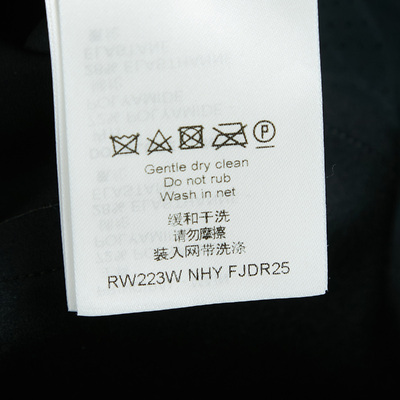 P
Gentle dry clean
Do not rub
Wash in net
缓和干洗
请勿摩擦
装入网带洗涤
RW223W NHY FJDR25